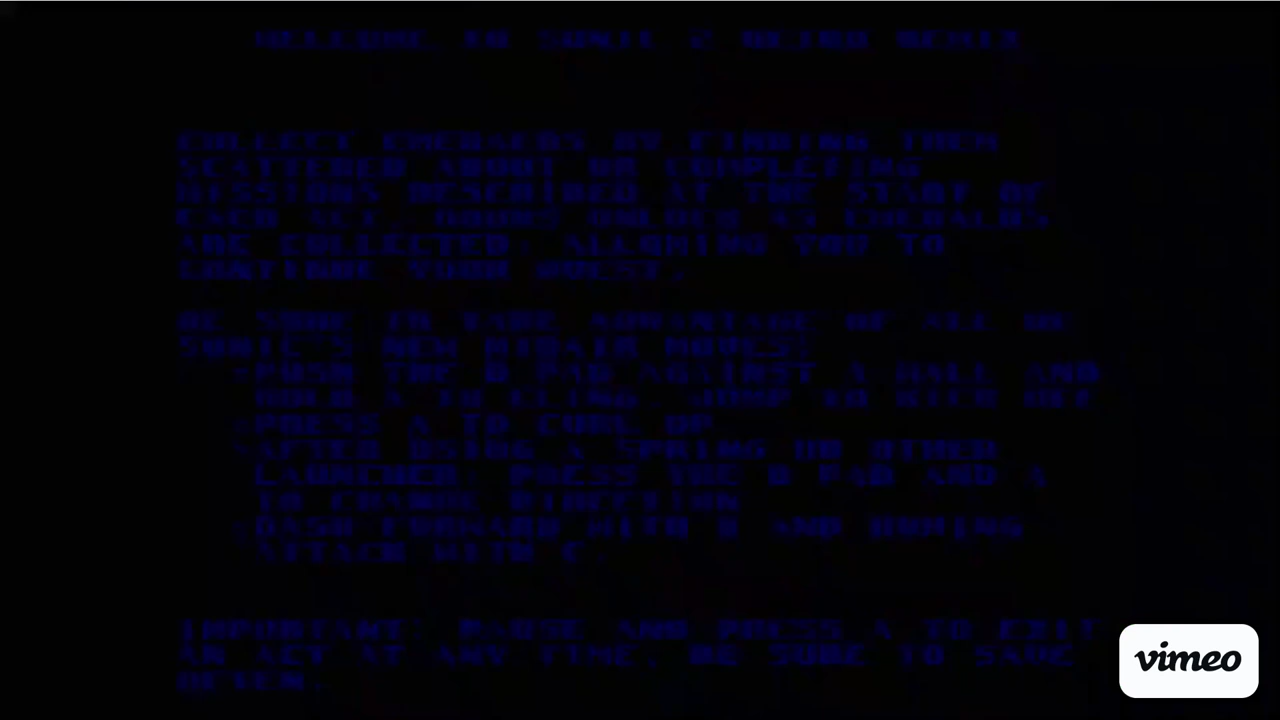 WELCOME TO SONIC 2 RETRO REMIX
COLLECT EMERALDS BY FINDING THEM
SCATTERED ABOUT OR COMPLETING
MISSIONS DESCRIBED AT THE START OF
EACH ACT. DOORS UNLOCK AS EMERALDS
ARE COLLECTED, ALLOWING YOU TO
CONTINUE YOUR QUEST.
BE SURE TO TAKE ADVANTAGE OF ALL OF
SONIC'S NEW MIDAIR MOVES!
PUSH THE D PAD AGAINST A WALL AND
HOLD A TO CLING. JUMP TO KICK OFF
PRESS A TO CURL UP
AFTER USING A SPRING OR OTHER
LAUNCHER, PRESS THE D PAD AND A
TO CHANGE DIRECTION
DASH FORWARD WITH B AND HOMING
ATTACK WITH C.
IMPORTANT: PAUSE AND PRESS A TO EXIT
AN ACT AT ANY TIME. BE SURE TO SAVE
OFTEN.
vimeo